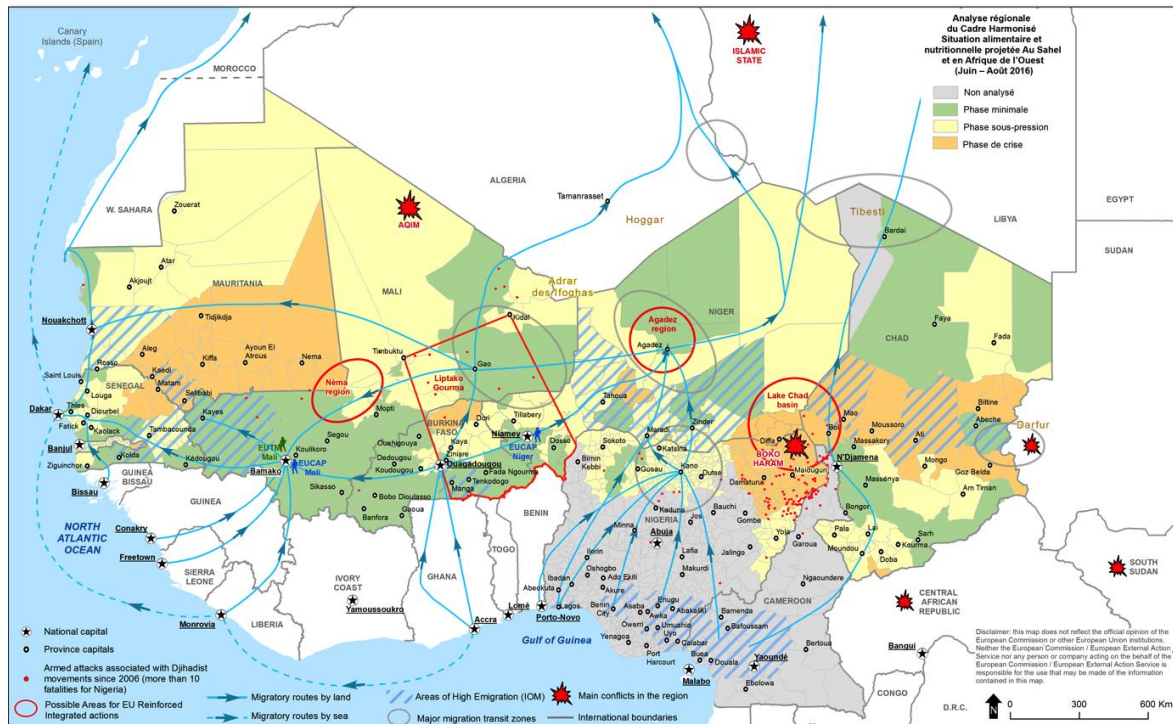 Canary
Islands (Spain)
MOROCCO
ISLAMIC
STATE
Analyse régionale
du Cadre Harmonisé
Situation alimentaire et
nutritionnelle projetée Au Sahel
et en Afrique de l'Ouest
(Juin – Août 2016)
Non analysé
Phase minimale
Phase sous-pression
Phase de crise
ALGERIA
Tamanrasset
W. SAHARA
Zouerat
AQIM
Hoggar
Tibesti
LIBYA
EGYPT
Bardai
SUDAN
Atar
Akjoujt
MAURITANIA
MALI
Adrar
des Ifoghas
NIGER
Tidjikdja
Kidal
Agadez
region
CHAD
Faya
Fada
Nouakchott
Aleg
Kiffa
Ayoun El
Atrous
Nema
Timbuktu
Gao
Agadez
Rosso
Kaedi
Saint Louis
SENEGAL
Matam
Selibabi
Louga
Nèma
region
Liptako
Gourma
Lake Chad
basin
Dakar
Thies
Diourbel
Fatick
Kaolack
Kayes
Mopti
Tahoua
Mao
Biltine
Abeche
Moussoro
Bol
Ati
Darfur
Banjul
Tambacounda
Kolda
Ziguinchor
Kédougou
EUTM
Mali
Koulikoro
Segou
Bamako
EUCAP
Mali
Ouahigouya
BURKINA
FASO
Dori
Tillabery
Kaya
Ziniare
Niamey
EUCAP
Niger
Dosso
Dedougou
Koudougou
Ouagadougou
Fada Ngourma
Manga
Tenkodogo
Sokoto
Birnin
Kebbi
Gusau
Maradi
Zinder
Katsina
Kano
Dutse
Diffa
BOKO
HARAM
Maiduguri
Damaturu
Massakory
N'Djamena
Massénya
Mongo
Goz Beida
Am Timan
GUINEA
BISSAU
Bissau
GUINEA
Sikasso
Bobo Dioulasso
Banfora
Gaoua
BENIN
Kaduna
Bauchi
Gombe
Jos
Minna
NIGERIA
Abuja
Yola
Garoua
Bongor
Pala
Lai
Moundou
Doba
Koumra
Sarh
NORTH
ATLANTIC
OCEAN
Conakry
Freetown
SIERRA
LEONE
IVORY
COAST
GHANA
TOGO
Ilorin
Oshogbo
Ibadan
Ado Ekiti
Abeokuta
Akure
Lafia
Makurdi
Jalingo
Ngaoundere
SOUTH
SUDAN
CENTRAL
AFRICAN
REPUBLIC
Yamoussoukro
Monrovia
LIBERIA
Accra
Lomé
Porto-Novo
Lagos
Benin
City
Asaba
Awka
Enugu
Abakaliki
Owerri
Umuahia
Uyo
Yenagoa
Port
Harcourt
Calabar
Bamenda
Bafoussam
CAMEROON
Buea
Douala
Yaoundé
Bertoua
Ebolowa
Malabo
Bangui
Gulf of Guinea
CONGO
D.R.C.
National capital
Province capitals
Armed attacks associated with Djihadist
movements since 2006 (more than 10
fatalities for Nigeria)
Possible Areas for EU Reinforced
Integrated actions
Migratory routes by land
Migratory routes by sea
Areas of High Emigration (IOM)
Major migration transit zones
Main conflicts in the region
International boundaries
Disclaimer: this map does not reflect the official opinion of the
European Commission or other European Union institutions.
Neither the European Commission / European External Action
Service nor any person or company acting on the behalf of the
European Commission / European External Action Service is
responsible for the use that may be made of the information
contained in this map.
N
0 300 600 Km